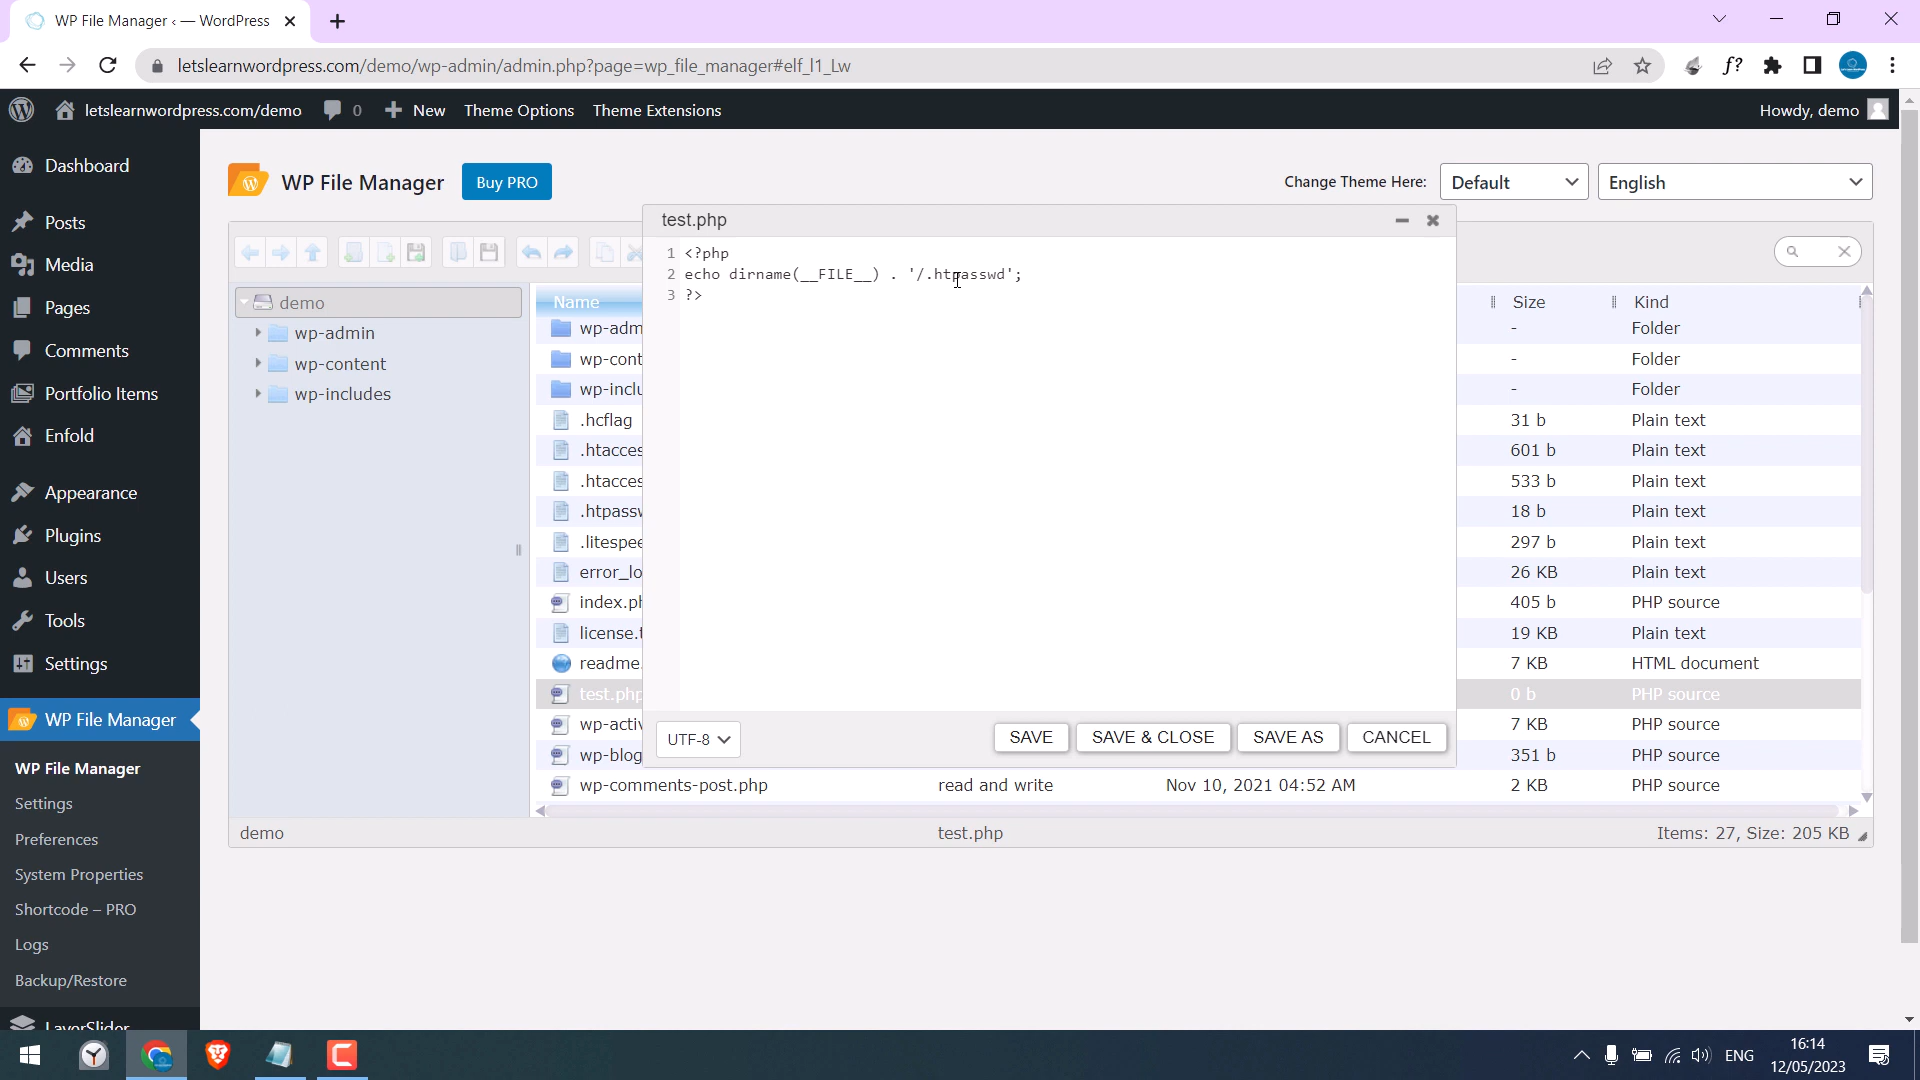 WP File Manager ‹ — WordPress
letslearnwordpress.com/demo/wp-admin/admin.php?page=wp_file_manager#elf_l1_Lw
f?
letslearnwordpress.com/demo
0
New
Theme Options
Theme Extensions
Howdy, demo
Dashboard
Posts
Media
Pages
Comments
Portfolio Items
Enfold
Appearance
Plugins
Users
Tools
Settings
WP File Manager
WP File Manager
Settings
Preferences
System Properties
Shortcode – PRO
Logs
Backup/Restore
LayerSlider
WP File Manager
Buy PRO
Change Theme Here:
Default
English
demo
wp-admin
wp-content
wp-includes
Name
Size
Kind
wp-adm
-
Folder
wp-cont
-
Folder
wp-inclu
-
Folder
.hcflag
31 b
Plain text
.htacces
601 b
Plain text
.htacces
533 b
Plain text
.htpassw
18 b
Plain text
.litespee
297 b
Plain text
error_lo
26 KB
Plain text
index.ph
405 b
PHP source
license.t
19 KB
Plain text
readme.
7 KB
HTML document
test.php
0 b
PHP source
wp-activ
7 KB
PHP source
wp-blog
351 b
PHP source
wp-comments-post.php
read and write
Nov 10, 2021 04:52 AM
2 KB
PHP source
test.php
1 <?php
2 echo dirname(__FILE__) . '/.htpasswd';
3 ?>
UTF-8
SAVE
SAVE & CLOSE
SAVE AS
CANCEL
demo
test.php
Items: 27, Size: 205 KB
ENG
16:14
12/05/2023